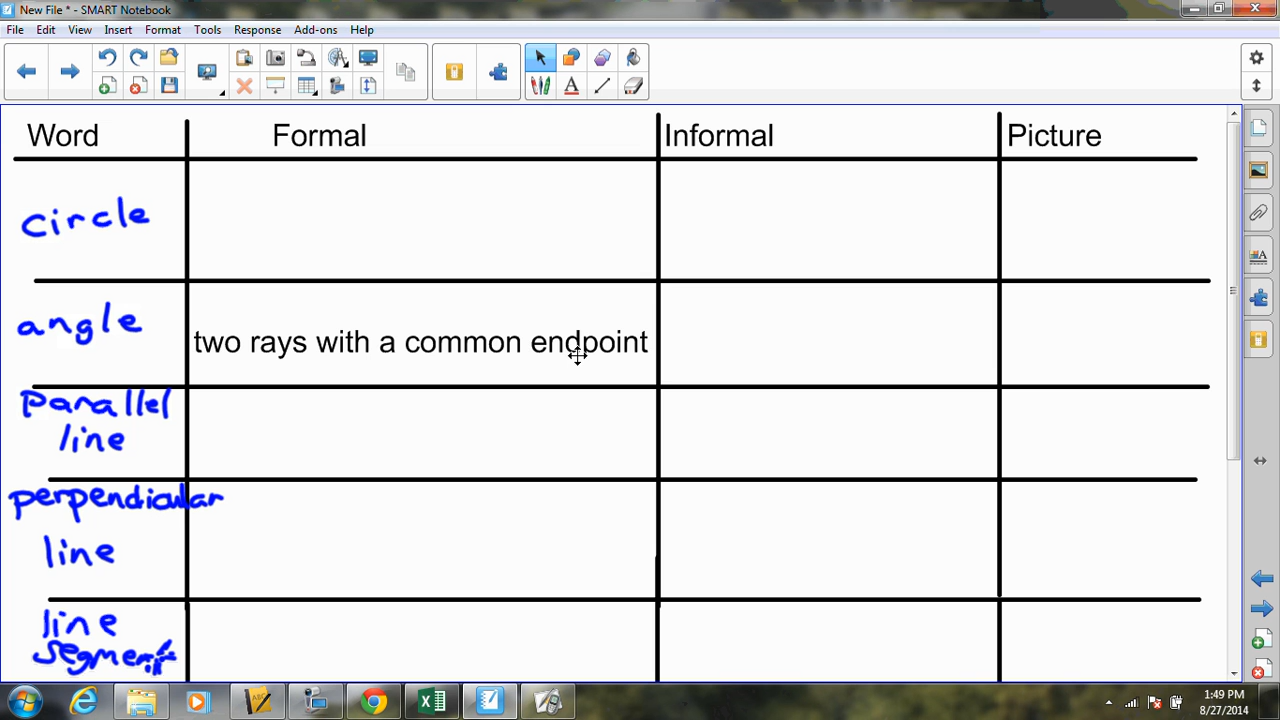 New File * - SMART Notebook
File Edit View Insert Format Tools Response Add-ons Help
Word Formal Informal Picture
circle
angle two rays with a common endpoint
parallel
line
perpendicular
line
line
segment
1:49 PM
8/27/2014